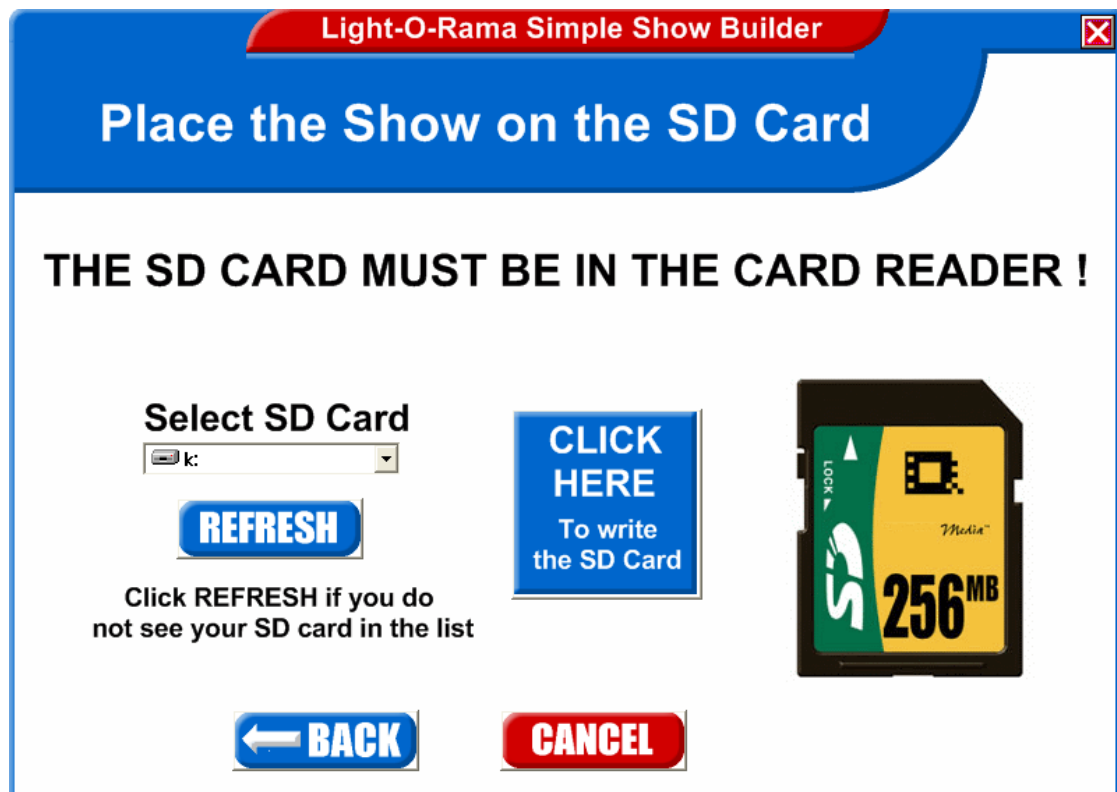 Light-O-Rama Simple Show Builder
Place the Show on the SD Card
THE SD CARD MUST BE IN THE CARD READER !
Select SD Card
k:
REFRESH
Click REFRESH if you do
not see your SD card in the list
CLICK
HERE
To write
the SD Card
LOCK
Media™
SD
256MB
BACK
CANCEL